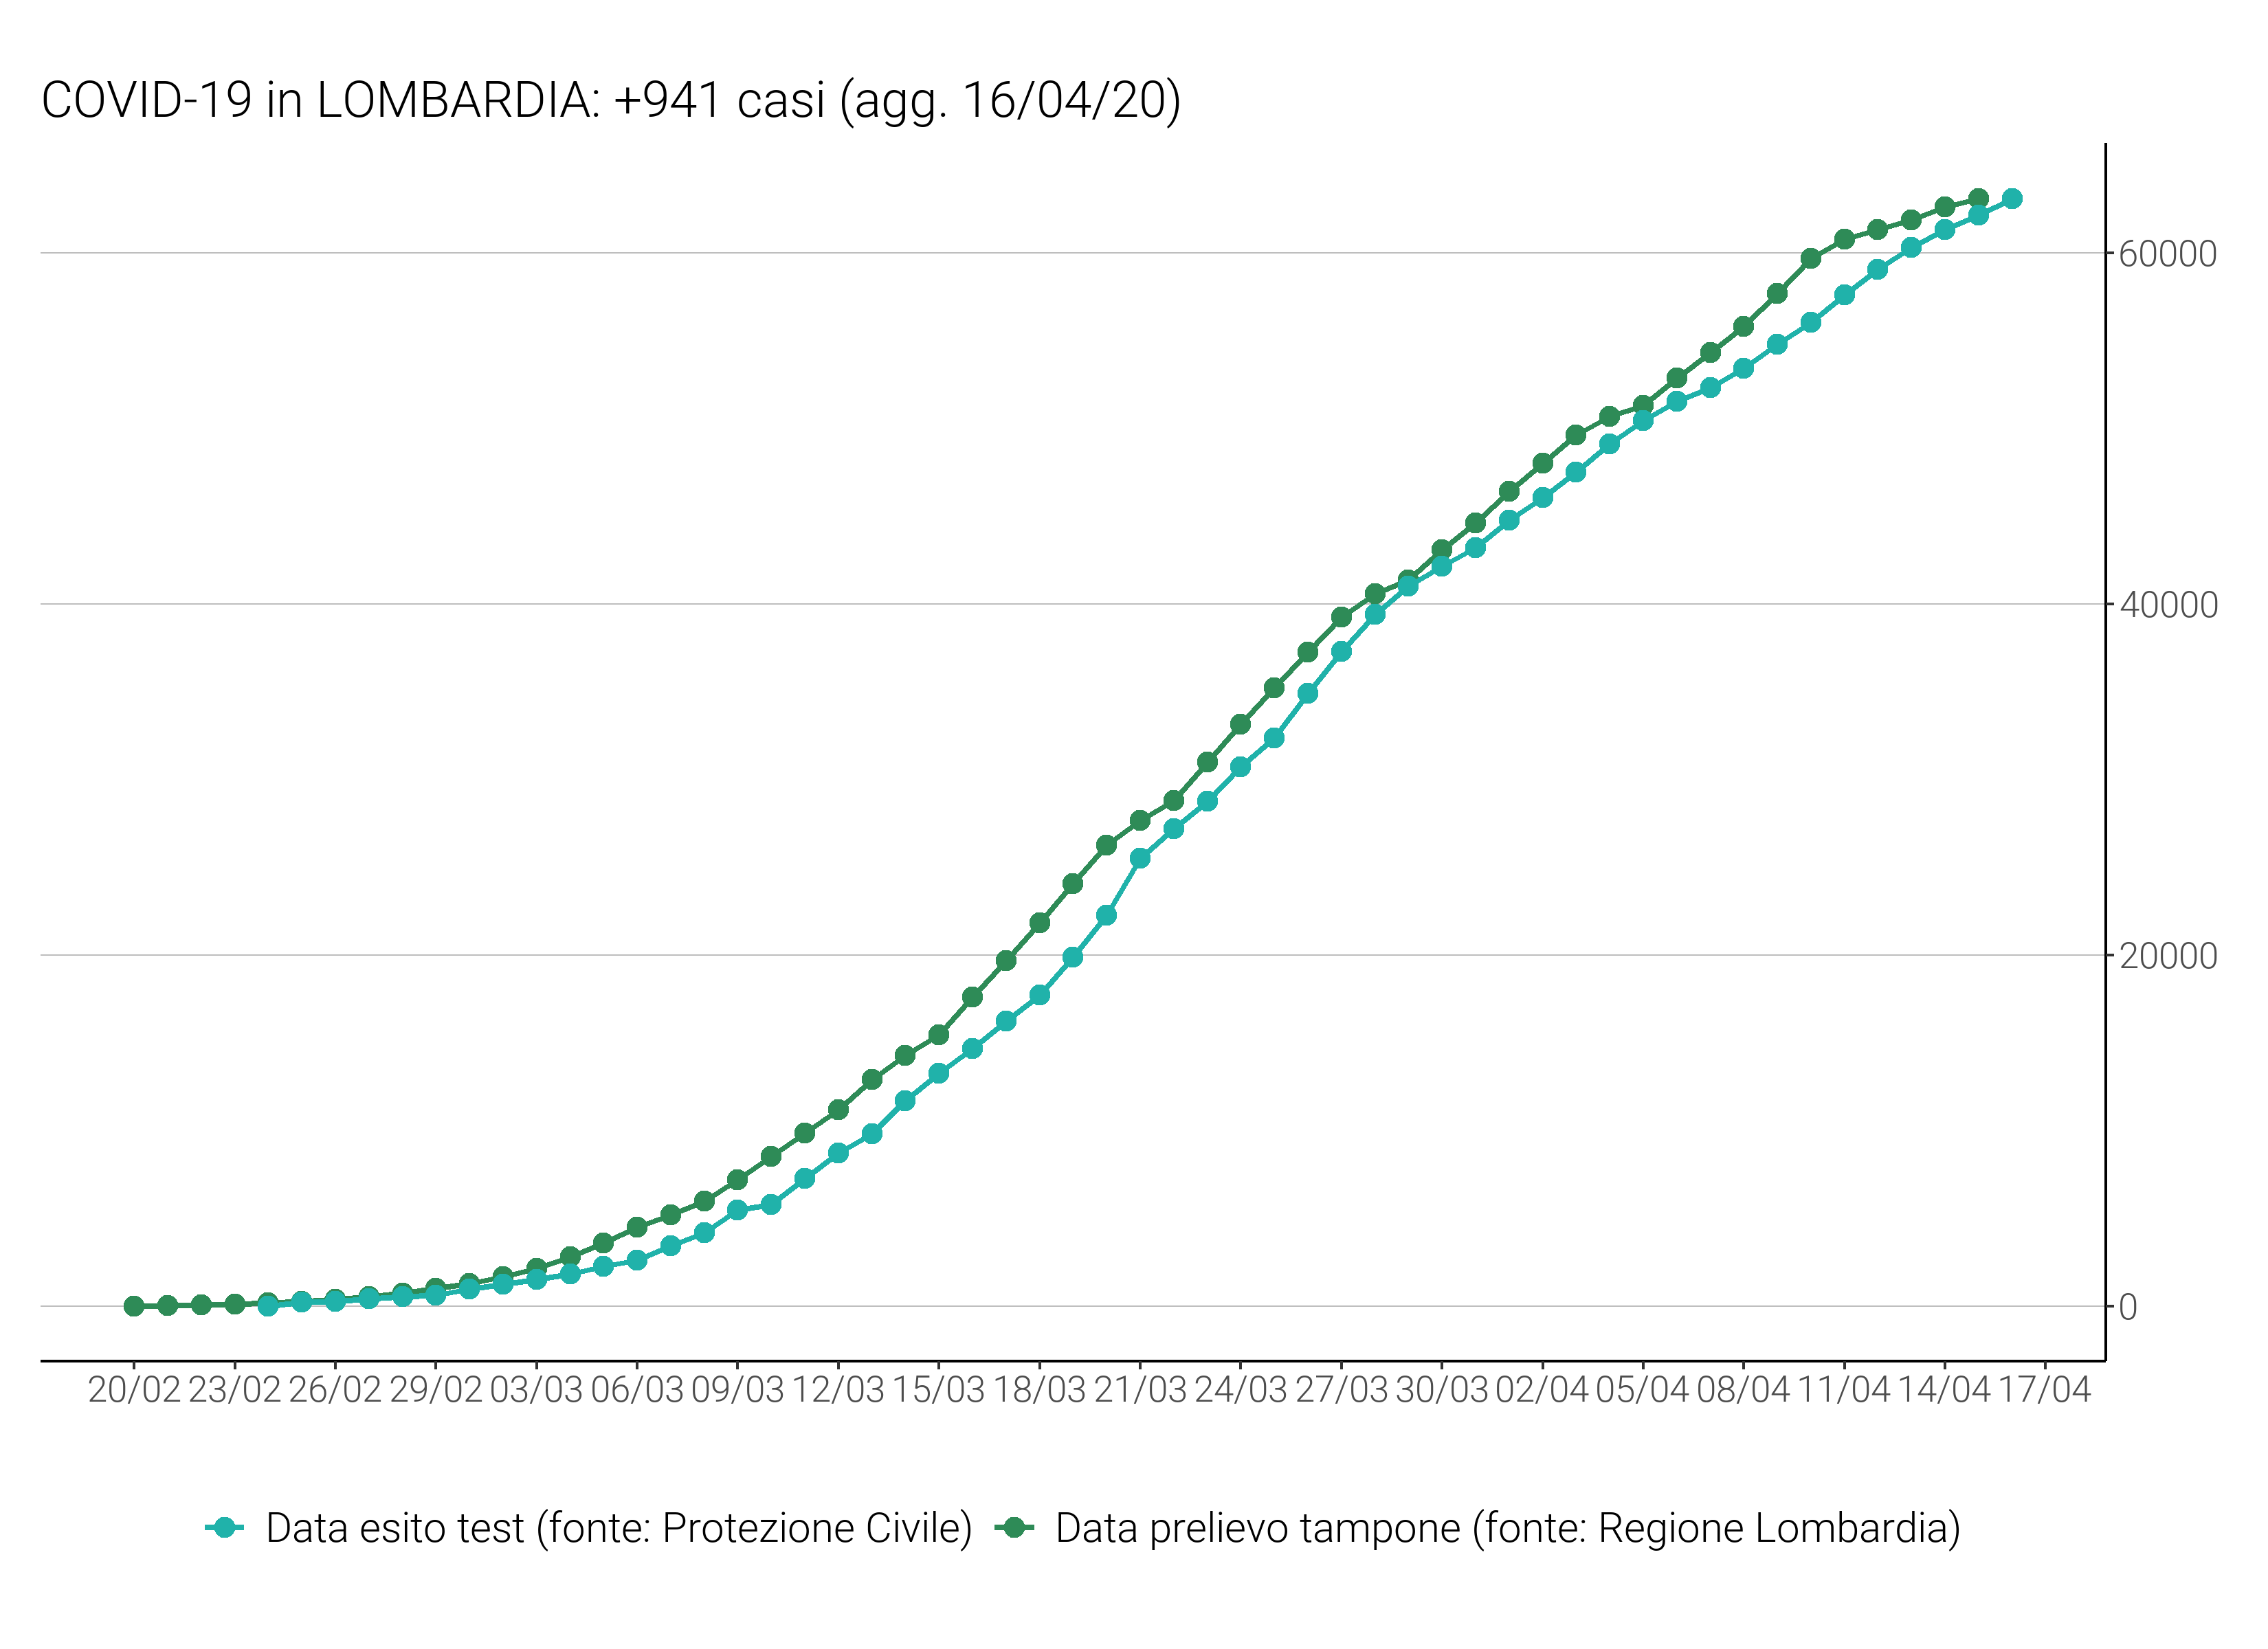 COVID-19 in LOMBARDIA: +941 casi (agg. 16/04/20)
60000
40000
20000
0
20/02 23/02 26/02 29/02 03/03 06/03 09/03 12/03 15/03 18/03 21/03 24/03 27/03 30/03 02/04 05/04 08/04 11/04 14/04 17/04
Data esito test (fonte: Protezione Civile) Data prelievo tampone (fonte: Regione Lombardia)